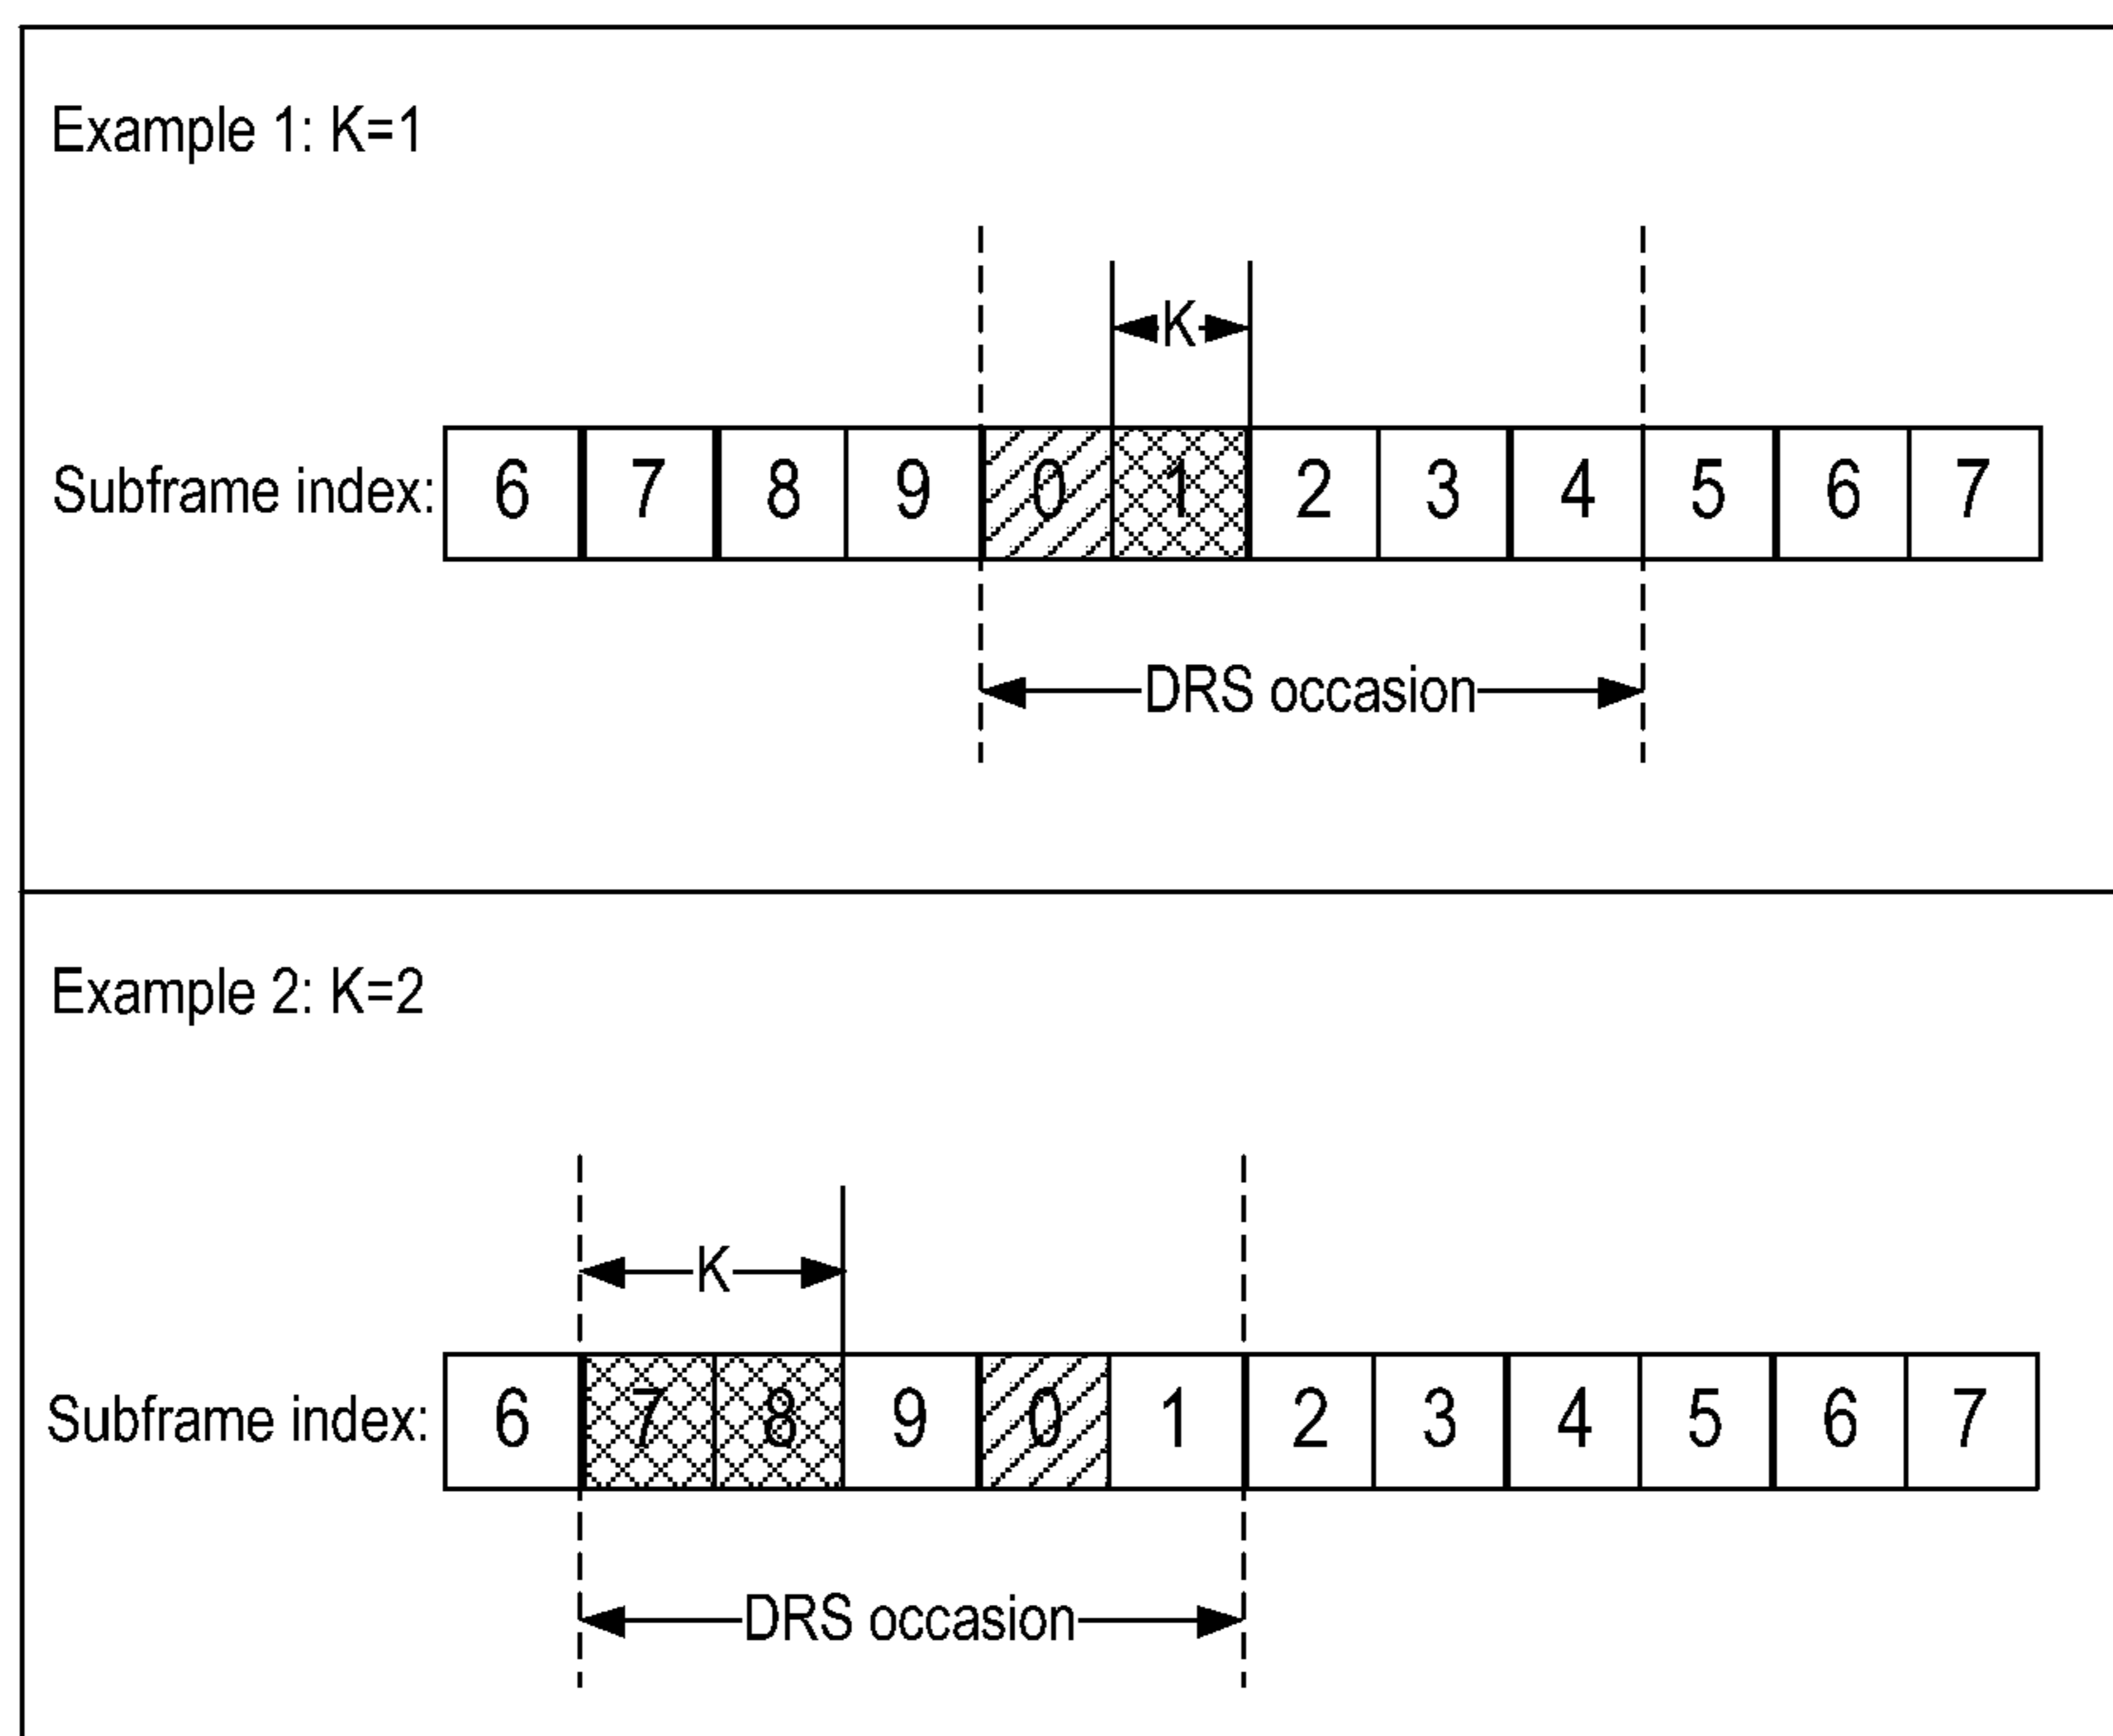 Example 1: K=1
K
Subframe index: 6 7 8 9 0 1 2 3 4 5 6 7
DRS occasion
Example 2: K=2
K
Subframe index: 6 7 8 9 0 1 2 3 4 5 6 7
DRS occasion